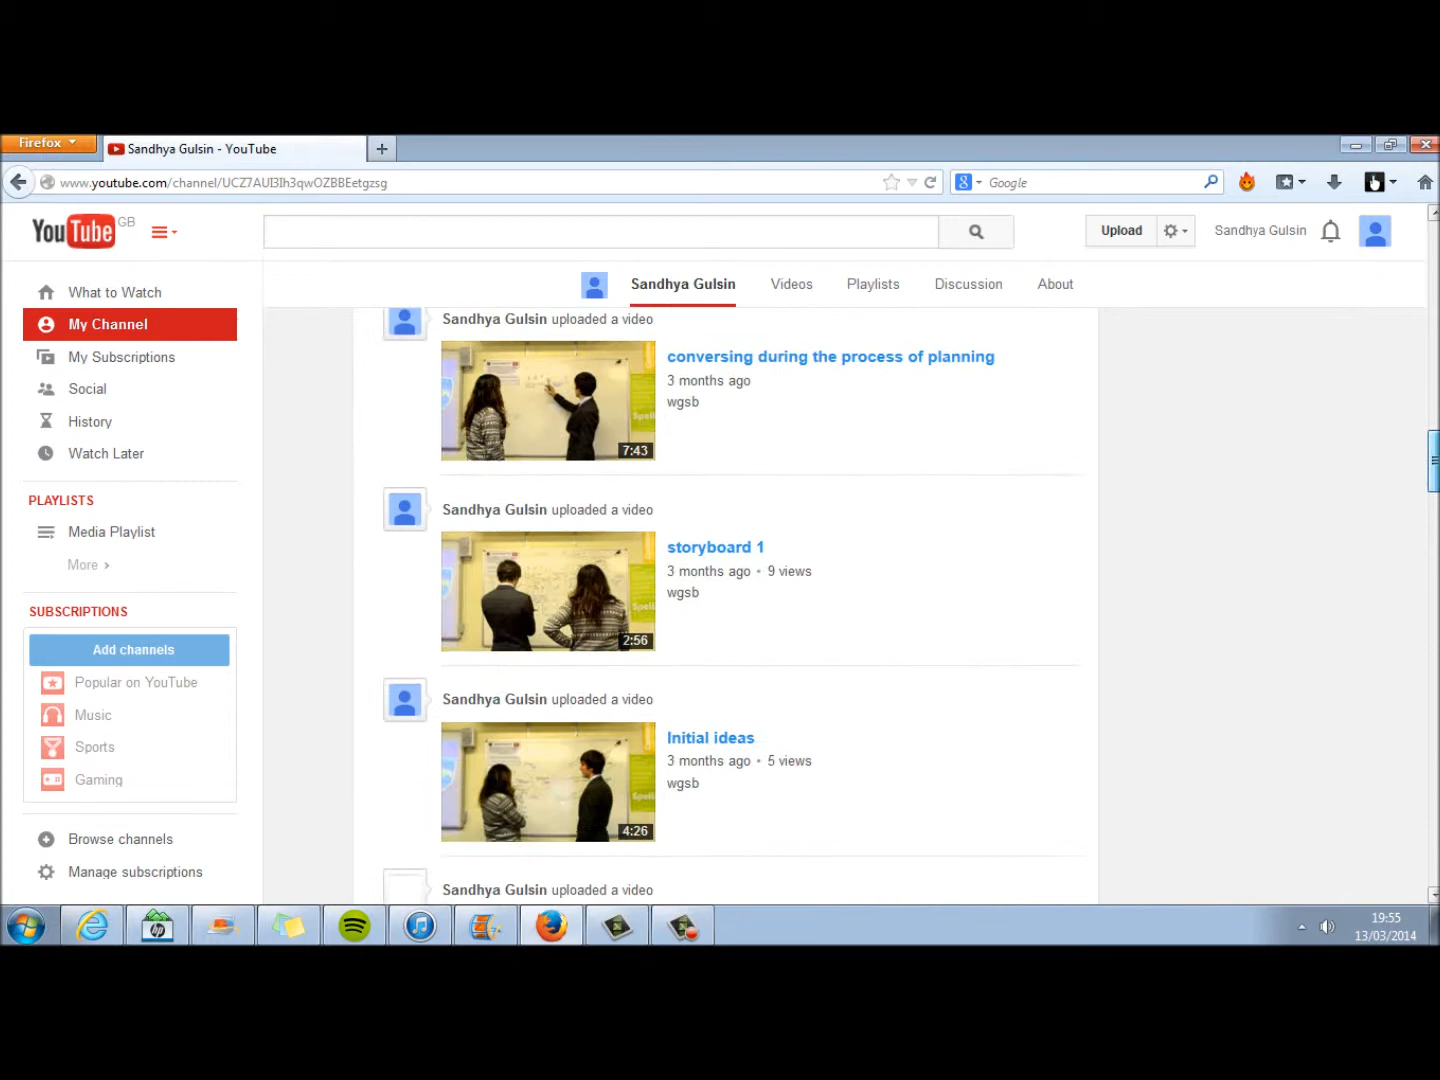 Firefox
Sandhya Gulsin - YouTube
www.youtube.com/channel/UCZ7AUI3Ih3qwOZBBEetgzsg
Google
YouTube GB
Upload
Sandhya Gulsin
Sandhya Gulsin Videos Playlists Discussion About
What to Watch
My Channel
My Subscriptions
Social
History
Watch Later
PLAYLISTS
Media Playlist
More >
SUBSCRIPTIONS
Add channels
Popular on YouTube
Music
Sports
Gaming
Browse channels
Manage subscriptions
Sandhya Gulsin uploaded a video
conversing during the process of planning
3 months ago
wgsb
7:43
Sandhya Gulsin uploaded a video
storyboard 1
3 months ago • 9 views
wgsb
2:56
Sandhya Gulsin uploaded a video
Initial ideas
3 months ago • 5 views
wgsb
4:26
Sandhya Gulsin uploaded a video
19:55
13/03/2014